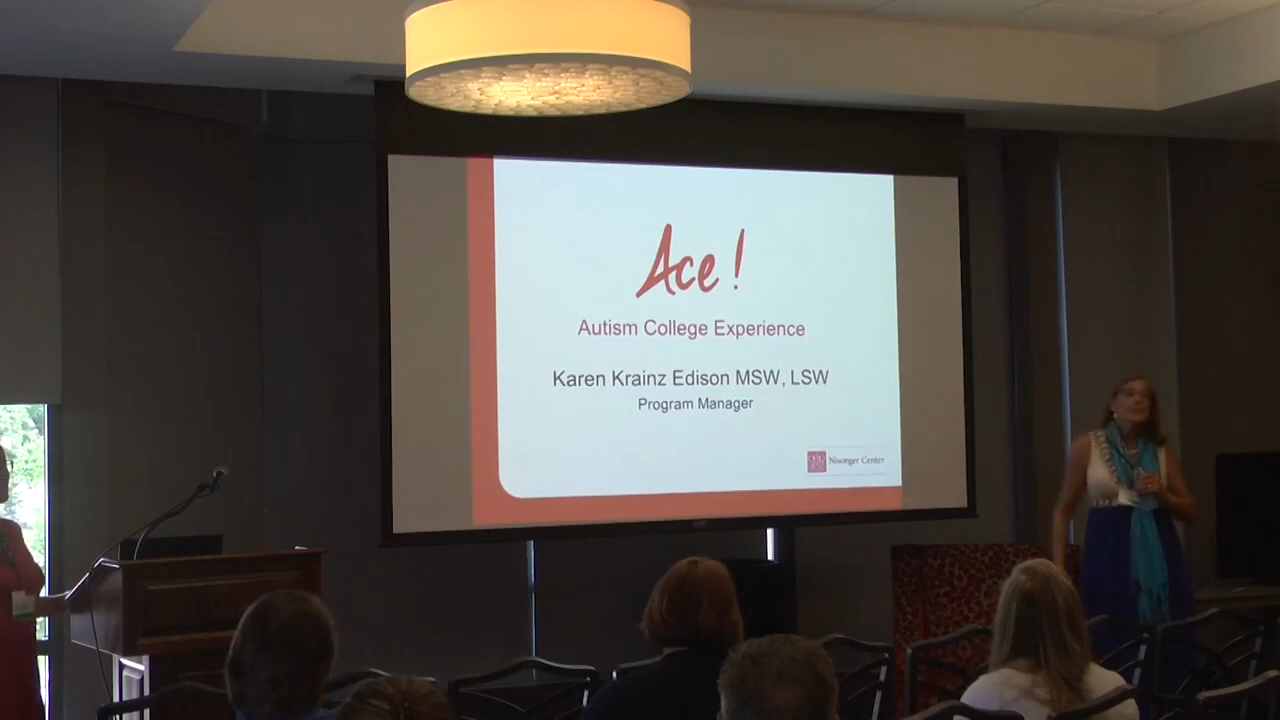 Ace!
Autism College Experience
Karen Krainz Edison MSW, LSW
Program Manager
Nisonger Center